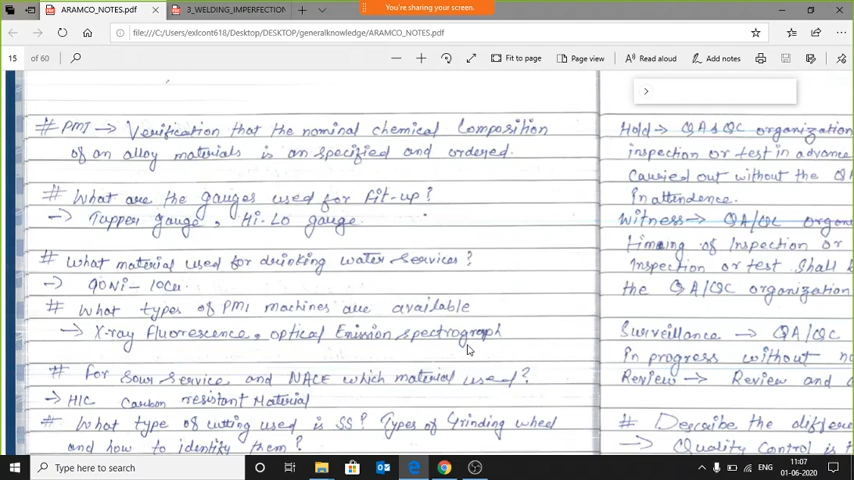 ARAMCO_NOTES.pdf
3_WELDING_IMPERFECTION
You're sharing your screen.
file:///C:/Users/exlcont618/Desktop/DESKTOP/generalknowledge/ARAMCO_NOTES.pdf
15 of 60
Fit to page
Page view
Read aloud
Add notes
# PMI → Verification that the nominal chemical Composition
of an alloy materials is an specified and ordered.
# What are the gauges used for Fit-up?
→ Tapper gauge, Hi-Lo gauge.
# What material used for drinking water Services?
→ 90Ni - 10Cu.
# What types of PMI machines are available
→ X-ray Fluorescence, optical Emission spectrograph
# For Sour Service and NACE which material used?
→ HIC Carbon resistant Material
# What type of cutting used is SS? Types of Grinding wheel
and how to identify them?
Hold → QA & QC organization
inspection or test in advance
Carried out without the QA
In attendence.
Witness → QA/QC organ
timing of Inspection or
Inspection or test shall
the QA/QC organization
Surveillance → QA/QC
In progress without no
Review → Review and
# Describe the differe
→ Quality Control is t
Type here to search
ENG
11:07
01-06-2020